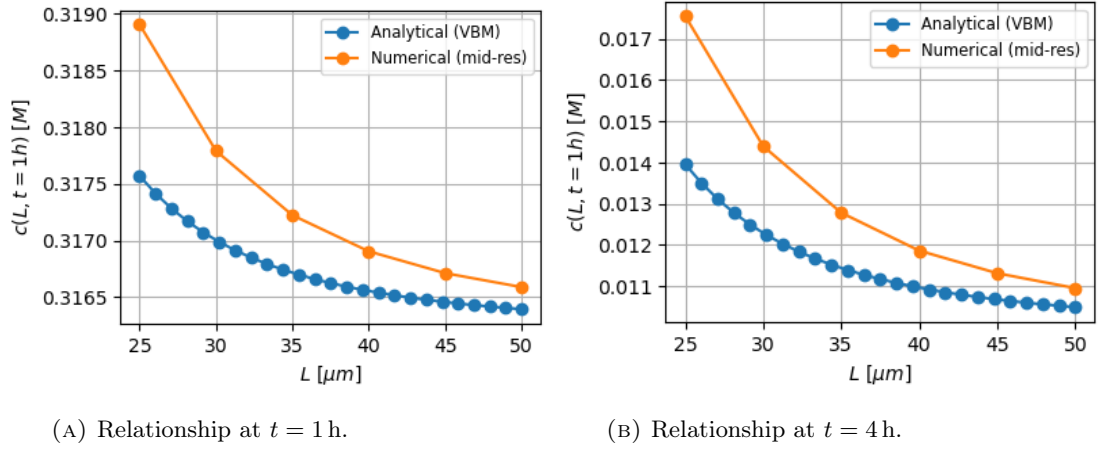 0.3190
0.3185
0.3180
0.3175
0.3170
0.3165
c(L, t = 1h) [M]
Analytical (VBM)
Numerical (mid-res)
25 30 35 40 45 50
L [μm]
0.017
0.016
0.015
0.014
0.013
0.012
0.011
c(L, t = 1h) [M]
Analytical (VBM)
Numerical (mid-res)
25 30 35 40 45 50
L [μm]
(A) Relationship at t = 1 h.
(B) Relationship at t = 4 h.